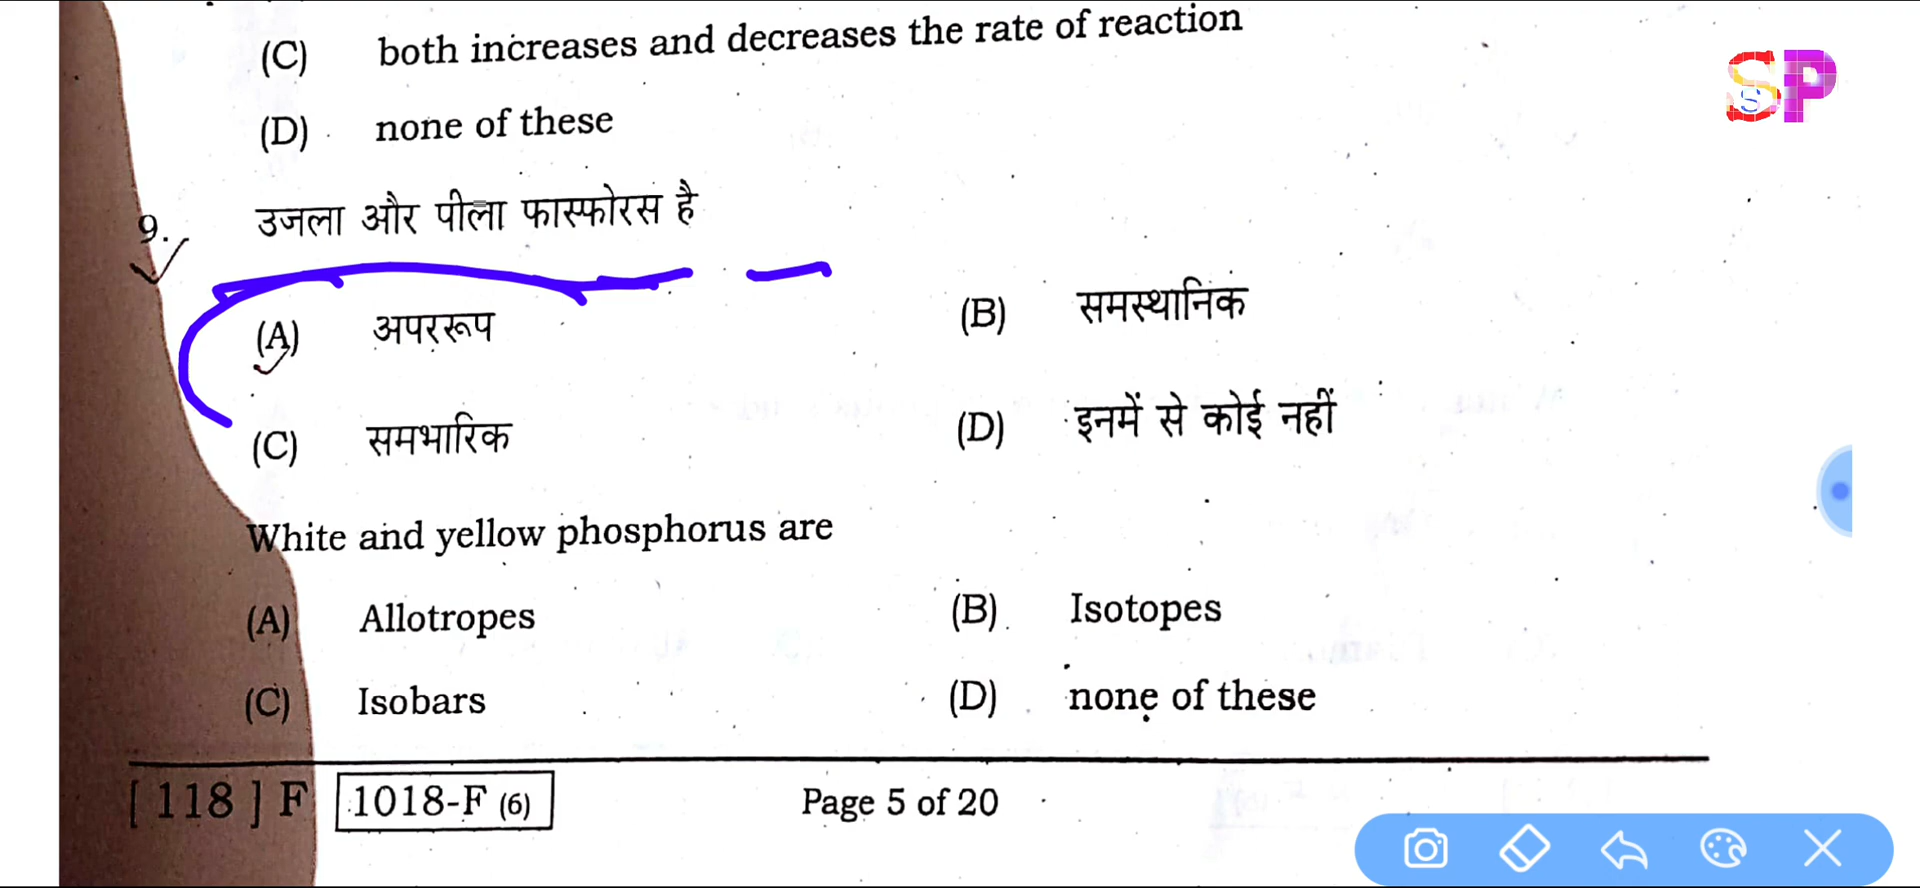 (C) both increases and decreases the rate of reaction
(D) none of these
9. उजला और पीला फास्फोरस है
(A) अपररूप (B) समस्थानिक
(C) समभारिक (D) इनमें से कोई नहीं
White and yellow phosphorus are
(A) Allotropes (B) Isotopes
(C) Isobars (D) none of these
[ 118 ] F 1018-F (6) Page 5 of 20
SP
S